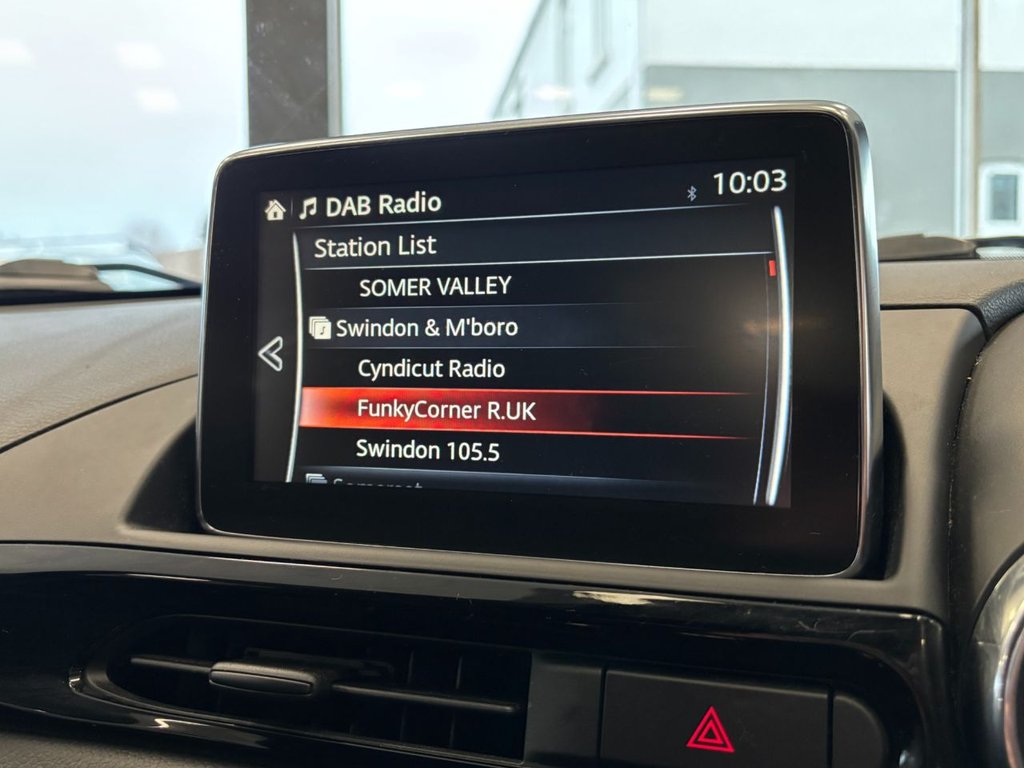 DAB Radio
10:03
Station List
SOMER VALLEY
Swindon & M'boro
Cyndicut Radio
FunkyCorner R.UK
Swindon 105.5